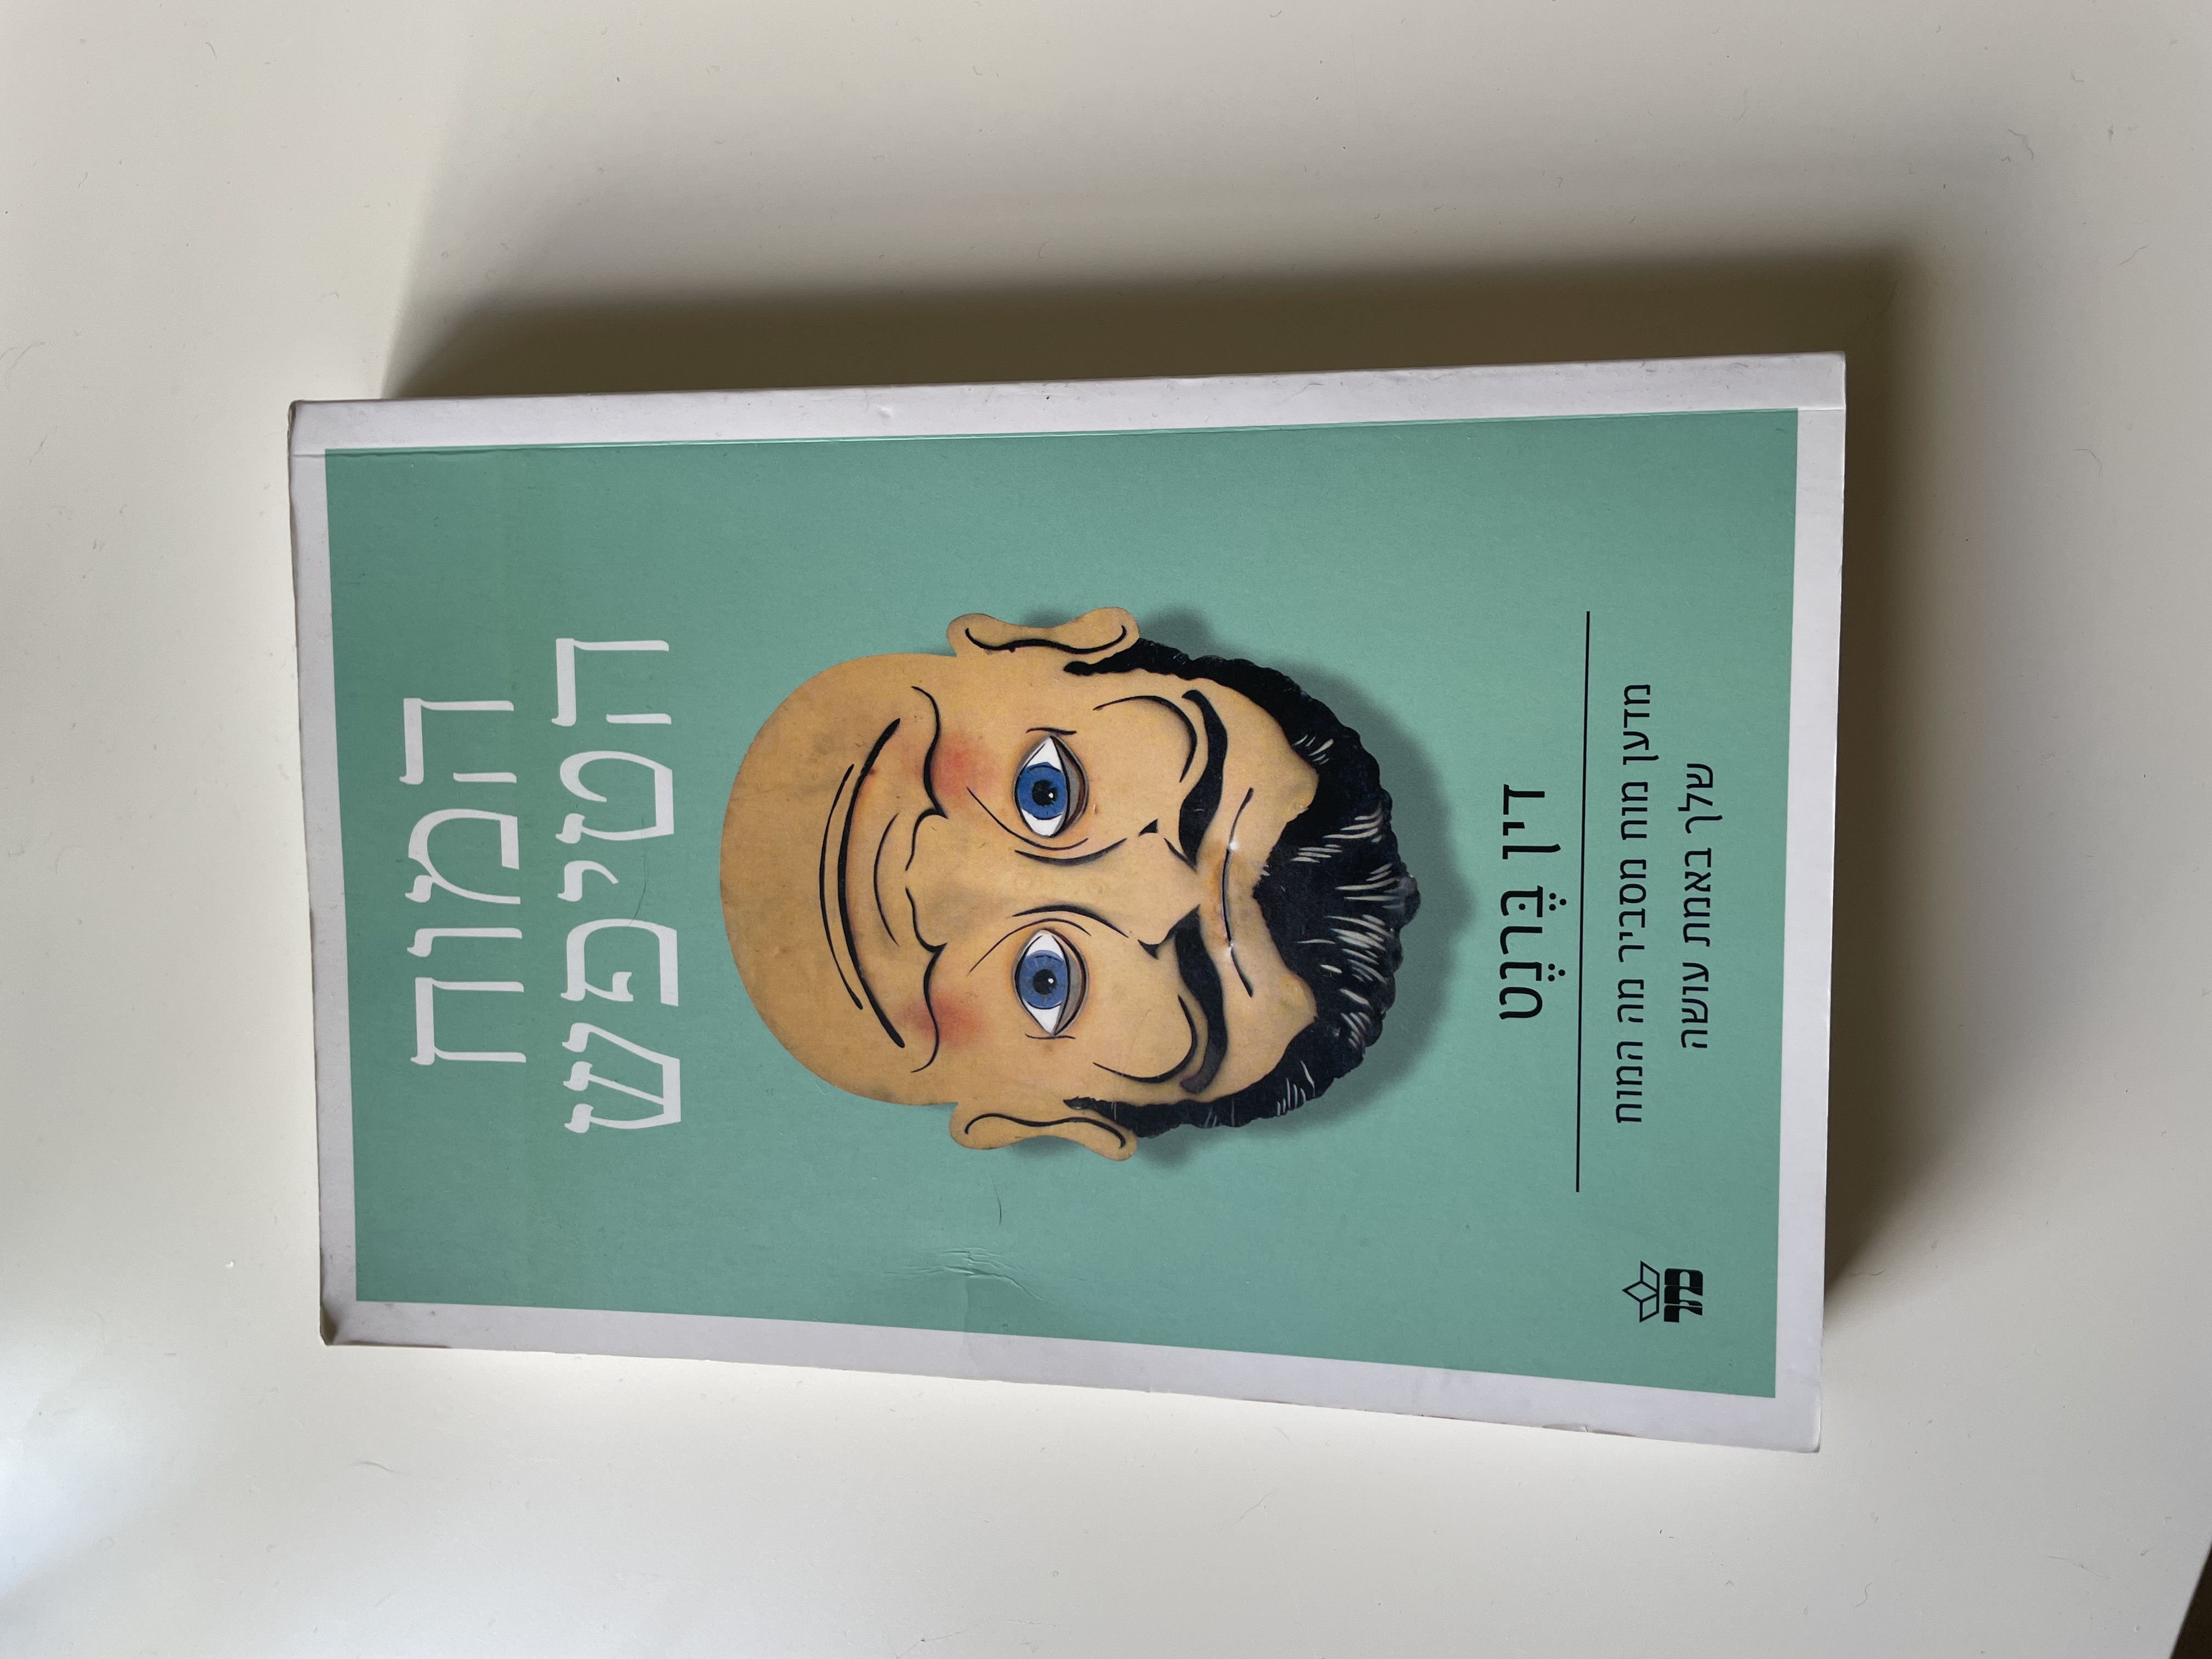 המוח
הטיפש
דין בֶּרנֶט
מדען מוח מסביר מה המוח
שלך באמת עושה
כתר